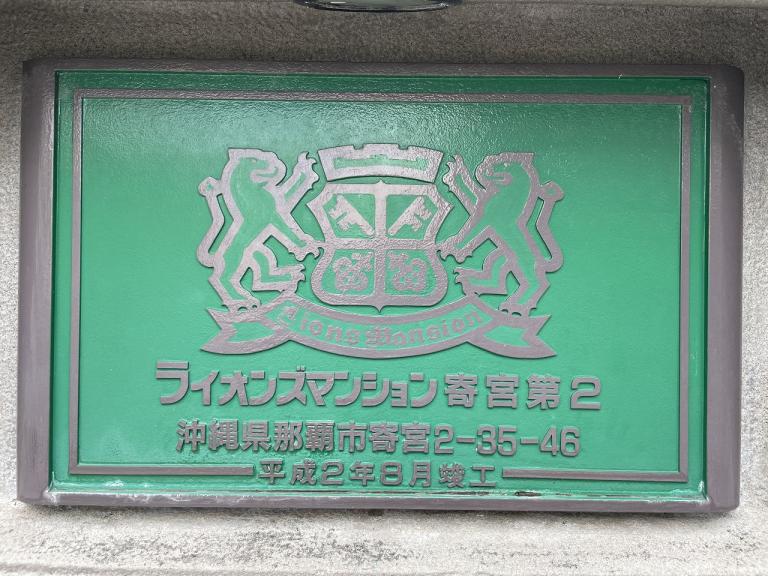 Lions Mansion
ライオンズマンション寄宮第2
沖縄県那覇市寄宮2-35-46
平成2年8月竣工